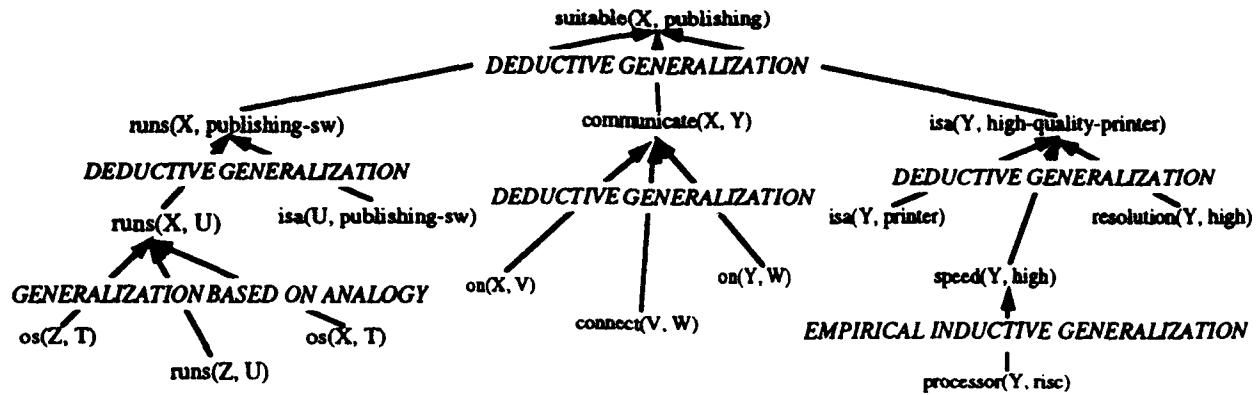 suitable(X, publishing)
DEDUCTIVE GENERALIZATION
runs(X, publishing-sw)
communicate(X, Y)
isa(Y, high-quality-printer)
DEDUCTIVE GENERALIZATION
DEDUCTIVE GENERALIZATION
DEDUCTIVE GENERALIZATION
runs(X, U)
isa(U, publishing-sw)
isa(Y, printer)
resolution(Y, high)
on(X, V)
on(Y, W)
speed(Y, high)
GENERALIZATION BASED ON ANALOGY
connect(V, W)
EMPIRICAL INDUCTIVE GENERALIZATION
os(Z, T)
os(X, T)
runs(Z, U)
processor(Y, risc)